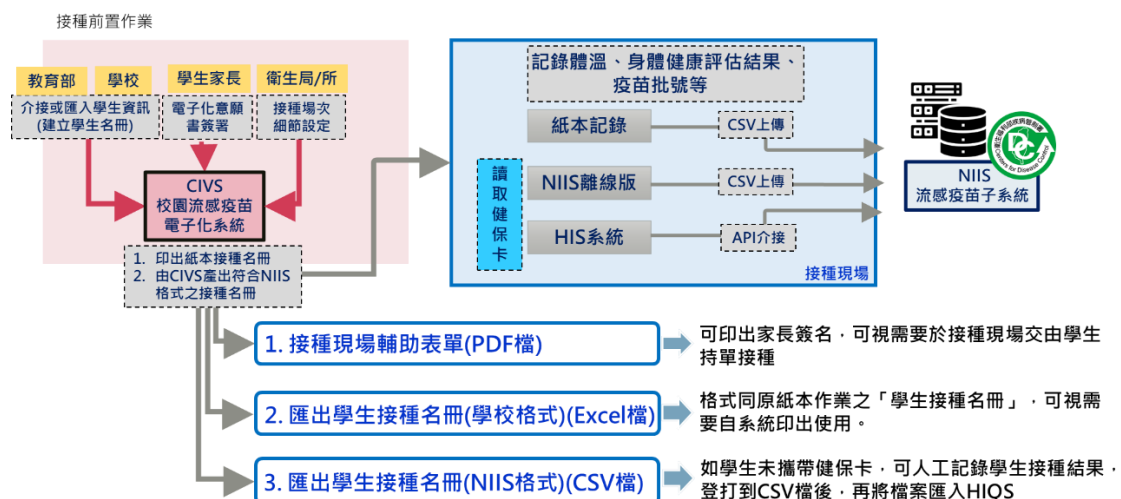 接種前置作業
教育部
學校
學生家長
衛生局/所
介接或匯入學生資訊
(建立學生名冊)
電子化意願
書簽署
接種場次
細節設定
CIVS
校園流感疫苗
電子化系統
1. 印出紙本接種名冊
2. 由CIVS產出符合NIIS
格式之接種名冊
記錄體溫、身體健康評估結果、
疫苗批號等
讀取健保卡
紙本記錄
CSV上傳
NIIS離線版
CSV上傳
HIS系統
API介接
接種現場
衛生福利部疾病管制署
Centers for Disease Control
CDC
NIIS
流感疫苗子系統
1. 接種現場輔助表單(PDF檔)
可印出家長簽名,可視需要於接種現場交由學生
持單接種
2. 匯出學生接種名冊(學校格式)(Excel檔)
格式同原紙本作業之「學生接種名冊」,可視需
要自系統印出使用。
3. 匯出學生接種名冊(NIIS格式)(CSV檔)
如學生未攜帶健保卡,可人工記錄學生接種結果,
登打到CSV檔後,再將檔案匯入HIOS